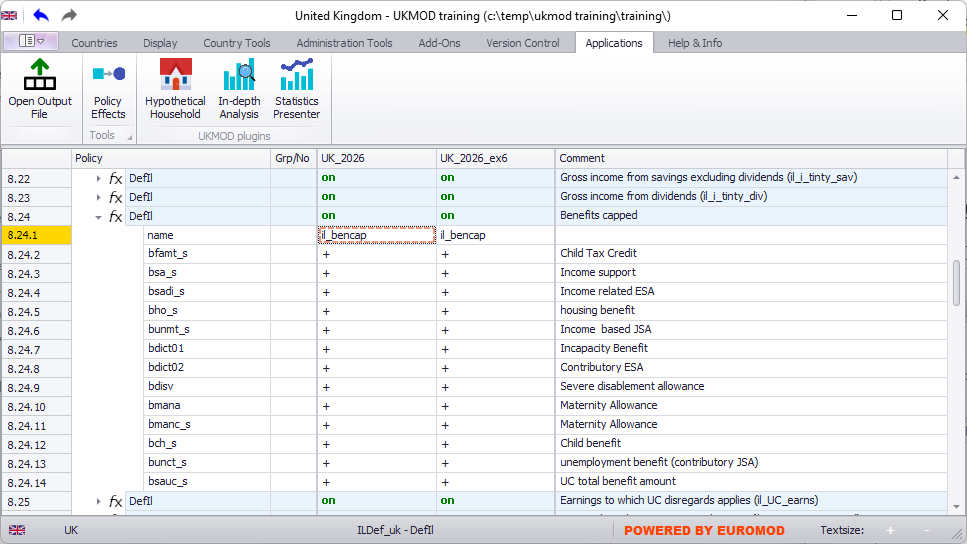 United Kingdom - UKMOD training (c:\temp\ukmod training\training\)
Countries Display Country Tools Administration Tools Add-Ons Version Control Applications Help & Info
Open Output Policy Hypothetical In-depth Statistics
File Effects Household Analysis Presenter
Tools UKMOD plugins
Policy Grp/No UK_2026 UK_2026_ex6 Comment
8.22 fx DefIl on on Gross income from savings excluding dividends (il_i_tinty_sav)
8.23 fx DefIl on on Gross income from dividends (il_i_tinty_div)
8.24 fx DefIl on on Benefits capped
8.24.1 name il_bencap il_bencap
8.24.2 bfamt_s + + Child Tax Credit
8.24.3 bsa_s + + Income support
8.24.4 bsadi_s + + Income related ESA
8.24.5 bho_s + + housing benefit
8.24.6 bunmt_s + + Income based JSA
8.24.7 bdict01 + + Incapacity Benefit
8.24.8 bdict02 + + Contributory ESA
8.24.9 bdisv + + Severe disablement allowance
8.24.10 bmana + + Maternity Allowance
8.24.11 bmanc_s + + Maternity Allowance
8.24.12 bch_s + + Child benefit
8.24.13 bunct_s + + unemployment benefit (contributory JSA)
8.24.14 bsauc_s + + UC total benefit amount
8.25 fx DefIl on on Earnings to which UC disregards applies (il_UC_earns)
UK ILDef_uk - DefIl POWERED BY EUROMOD Textsize: + -